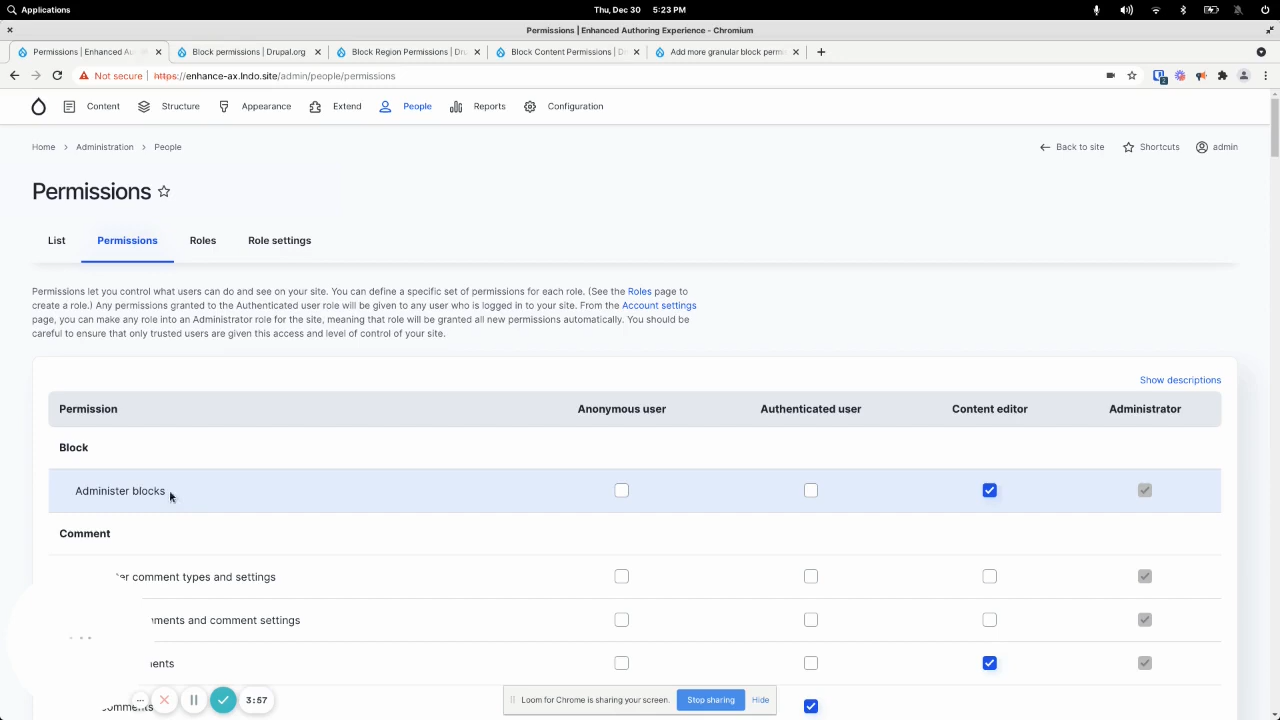 Applications
Thu, Dec 30 5:23 PM
Permissions | Enhanced Authoring Experience - Chromium
Permissions | Enhanced Au
Block permissions | Drupal.org
Block Region Permissions | Dru
Block Content Permissions | D
Add more granular block perm
Not secure | https://enhance-ax.lndo.site/admin/people/permissions
2
Content Structure Appearance Extend People Reports Configuration
Home > Administration > People
Back to site Shortcuts admin
Permissions
List Permissions Roles Role settings
Permissions let you control what users can do and see on your site. You can define a specific set of permissions for each role. (See the Roles page to
create a role.) Any permissions granted to the Authenticated user role will be given to any user who is logged in to your site. From the Account settings
page, you can make any role into an Administrator role for the site, meaning that role will be granted all new permissions automatically. You should be
careful to ensure that only trusted users are given this access and level of control of your site.
Show descriptions
Permission Anonymous user Authenticated user Content editor Administrator
Block
Administer blocks
Comment
er comment types and settings
ments and comment settings
ents
comments
3:57
Loom for Chrome is sharing your screen. Stop sharing Hide